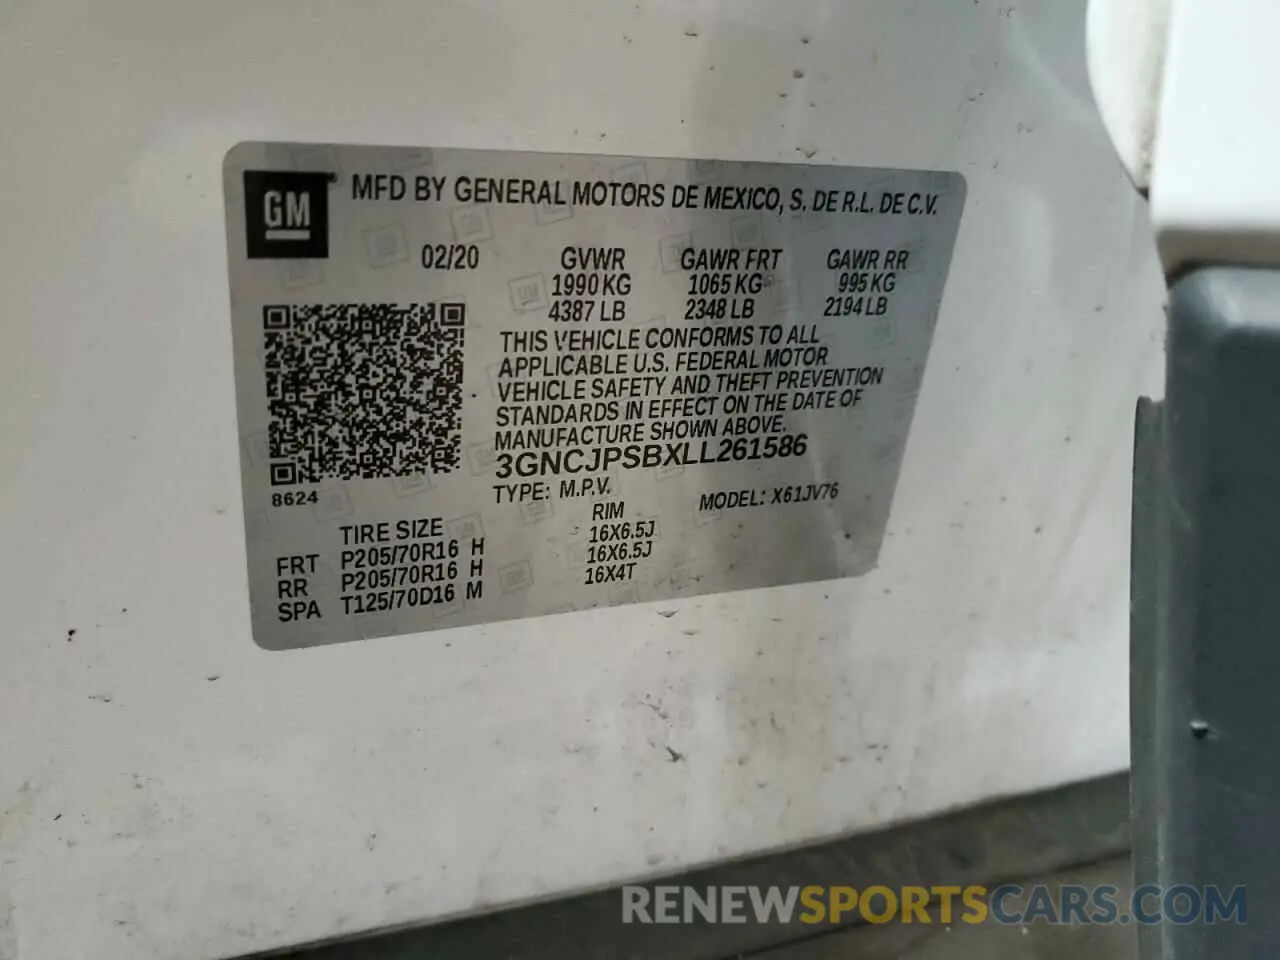 GM
MFD BY GENERAL MOTORS DE MEXICO, S. DE R.L. DE C.V.
02/20 GVWR GAWR FRT GAWR RR
1990 KG 1065 KG 995 KG
4387 LB 2348 LB 2194 LB
THIS VEHICLE CONFORMS TO ALL
APPLICABLE U.S. FEDERAL MOTOR
VEHICLE SAFETY AND THEFT PREVENTION
STANDARDS IN EFFECT ON THE DATE OF
MANUFACTURE SHOWN ABOVE.
3GNCJPSBXLL261586
8624
TYPE: M.P.V. MODEL: X61JV76
TIRE SIZE RIM
FRT P205/70R16 H 16X6.5J
RR P205/70R16 H 16X6.5J
SPA T125/70D16 M 16X4T
RENEWSPORTSCARS.COM